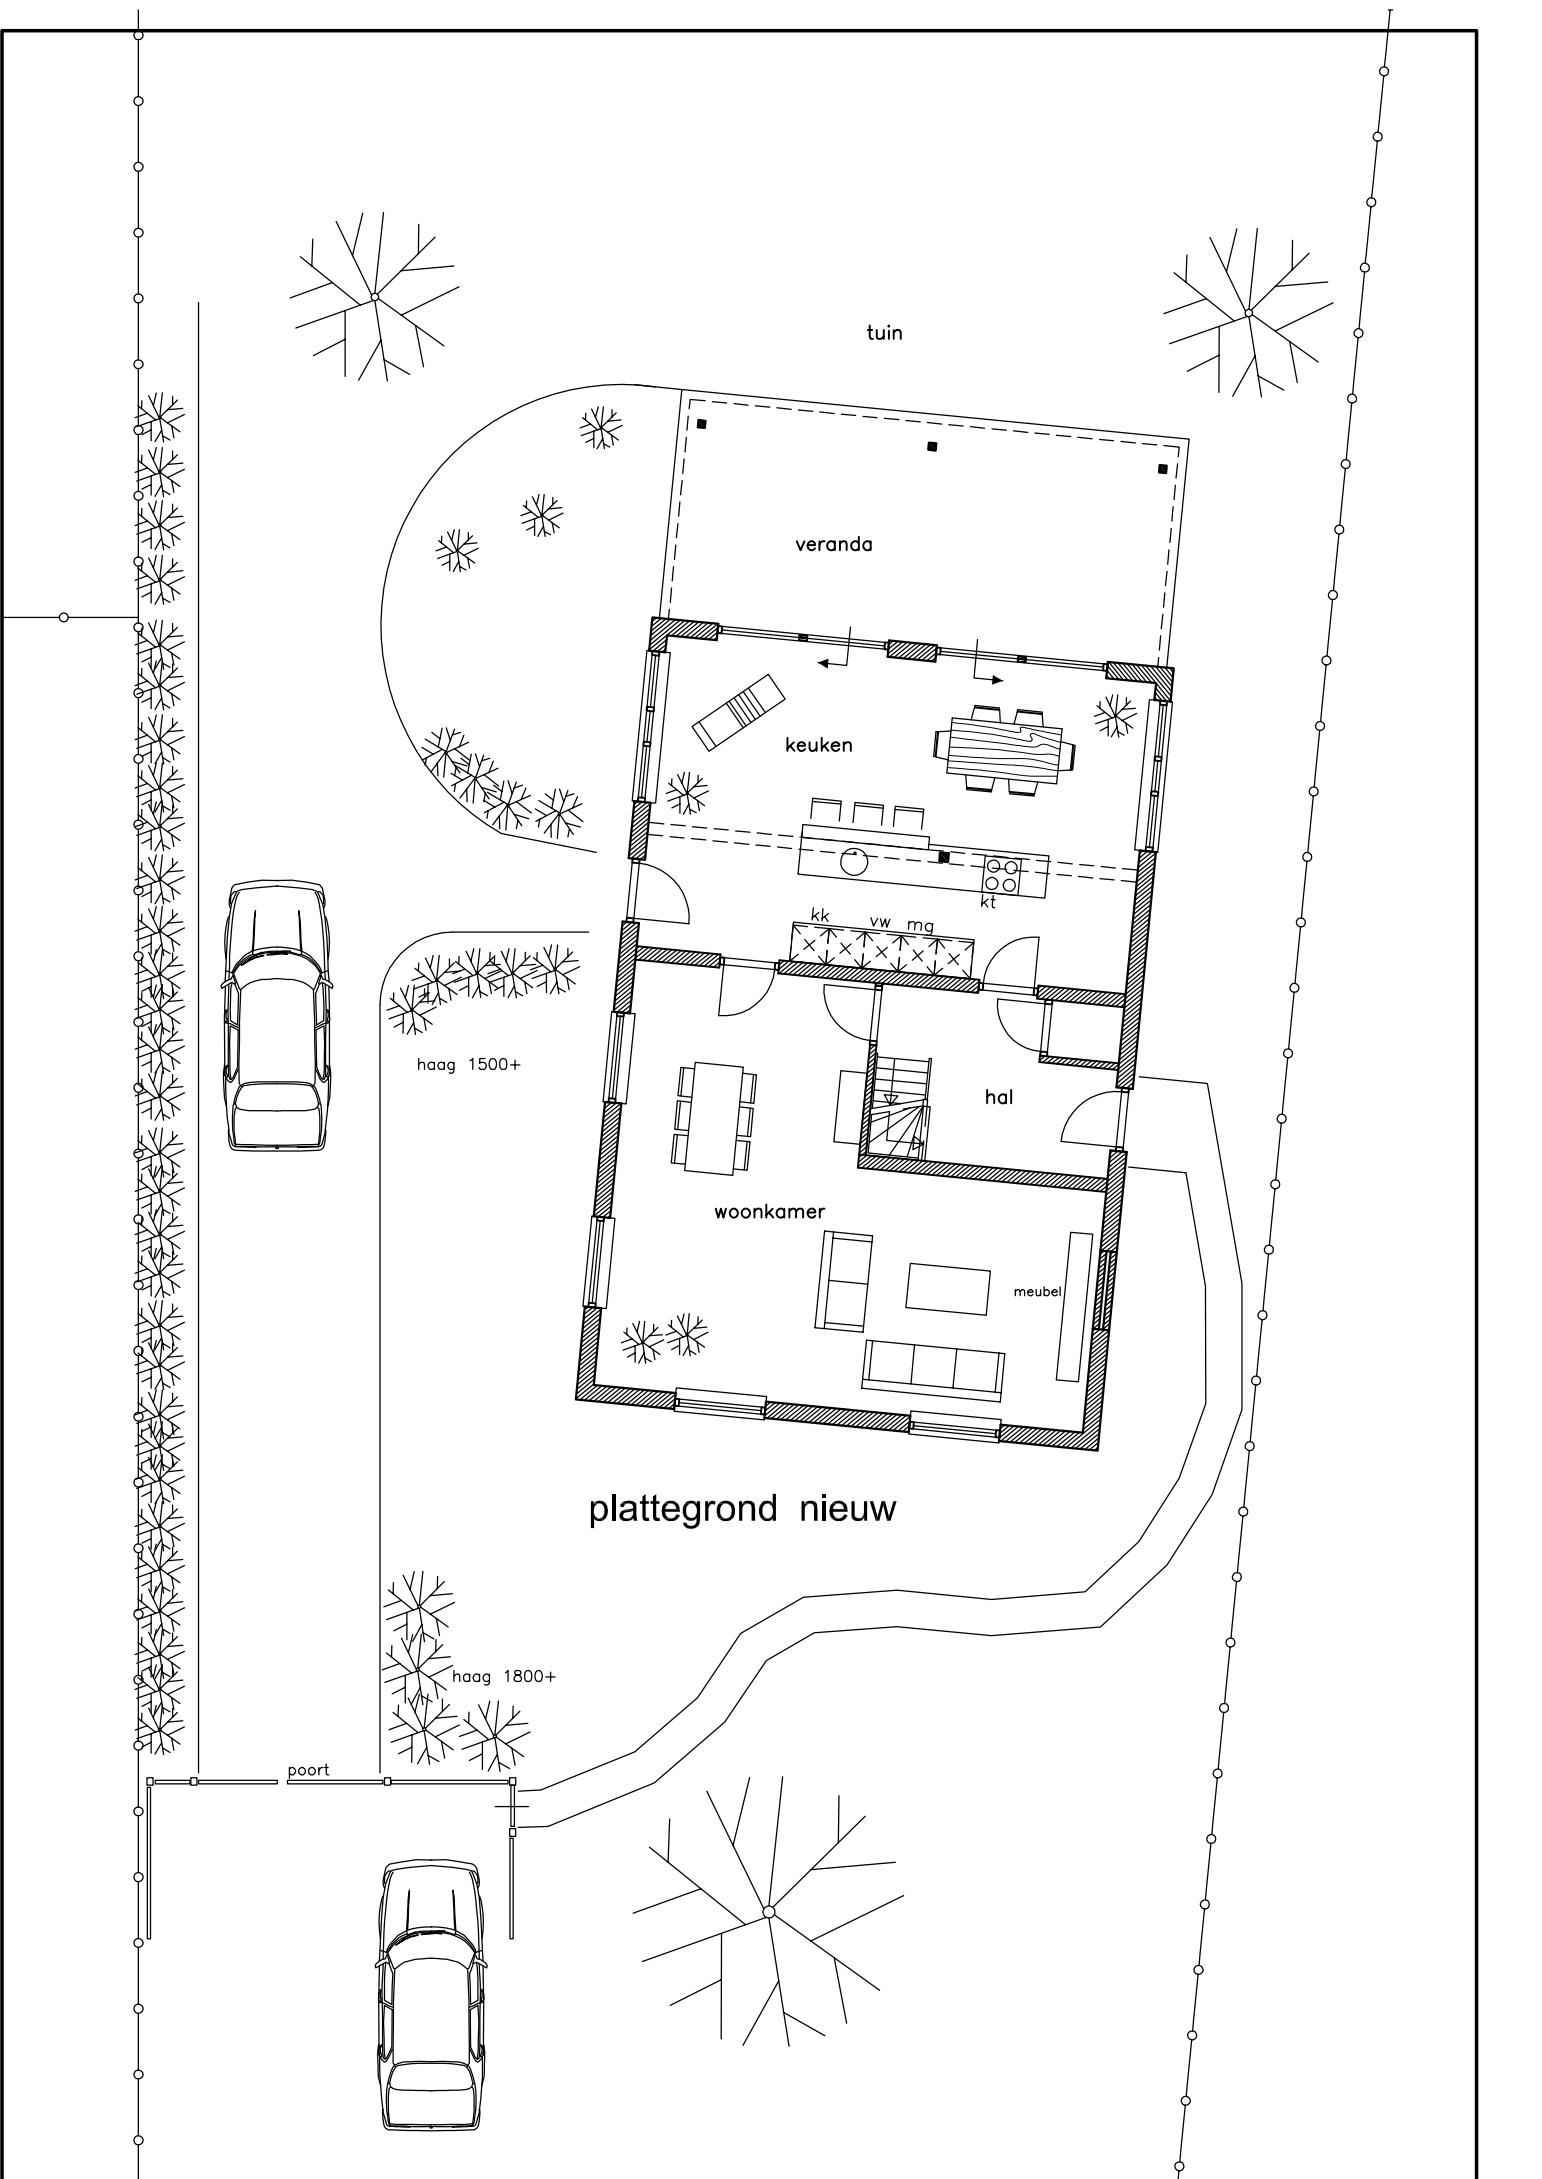 tuin
veranda
keuken
kt
kk vw mg
haag 1500+
hal
woonkamer
meubel
plattegrond nieuw
haag 1800+
poort